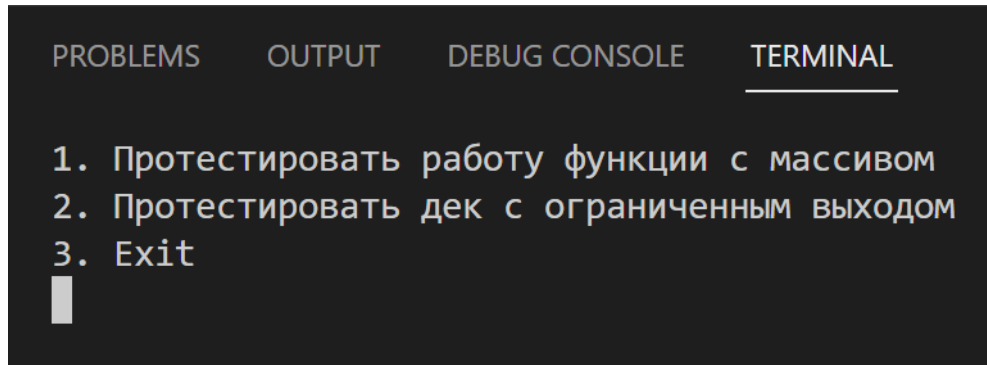 PROBLEMS OUTPUT DEBUG CONSOLE TERMINAL
1. Протестировать работу функции с массивом
2. Протестировать дек с ограниченным выходом
3. Exit